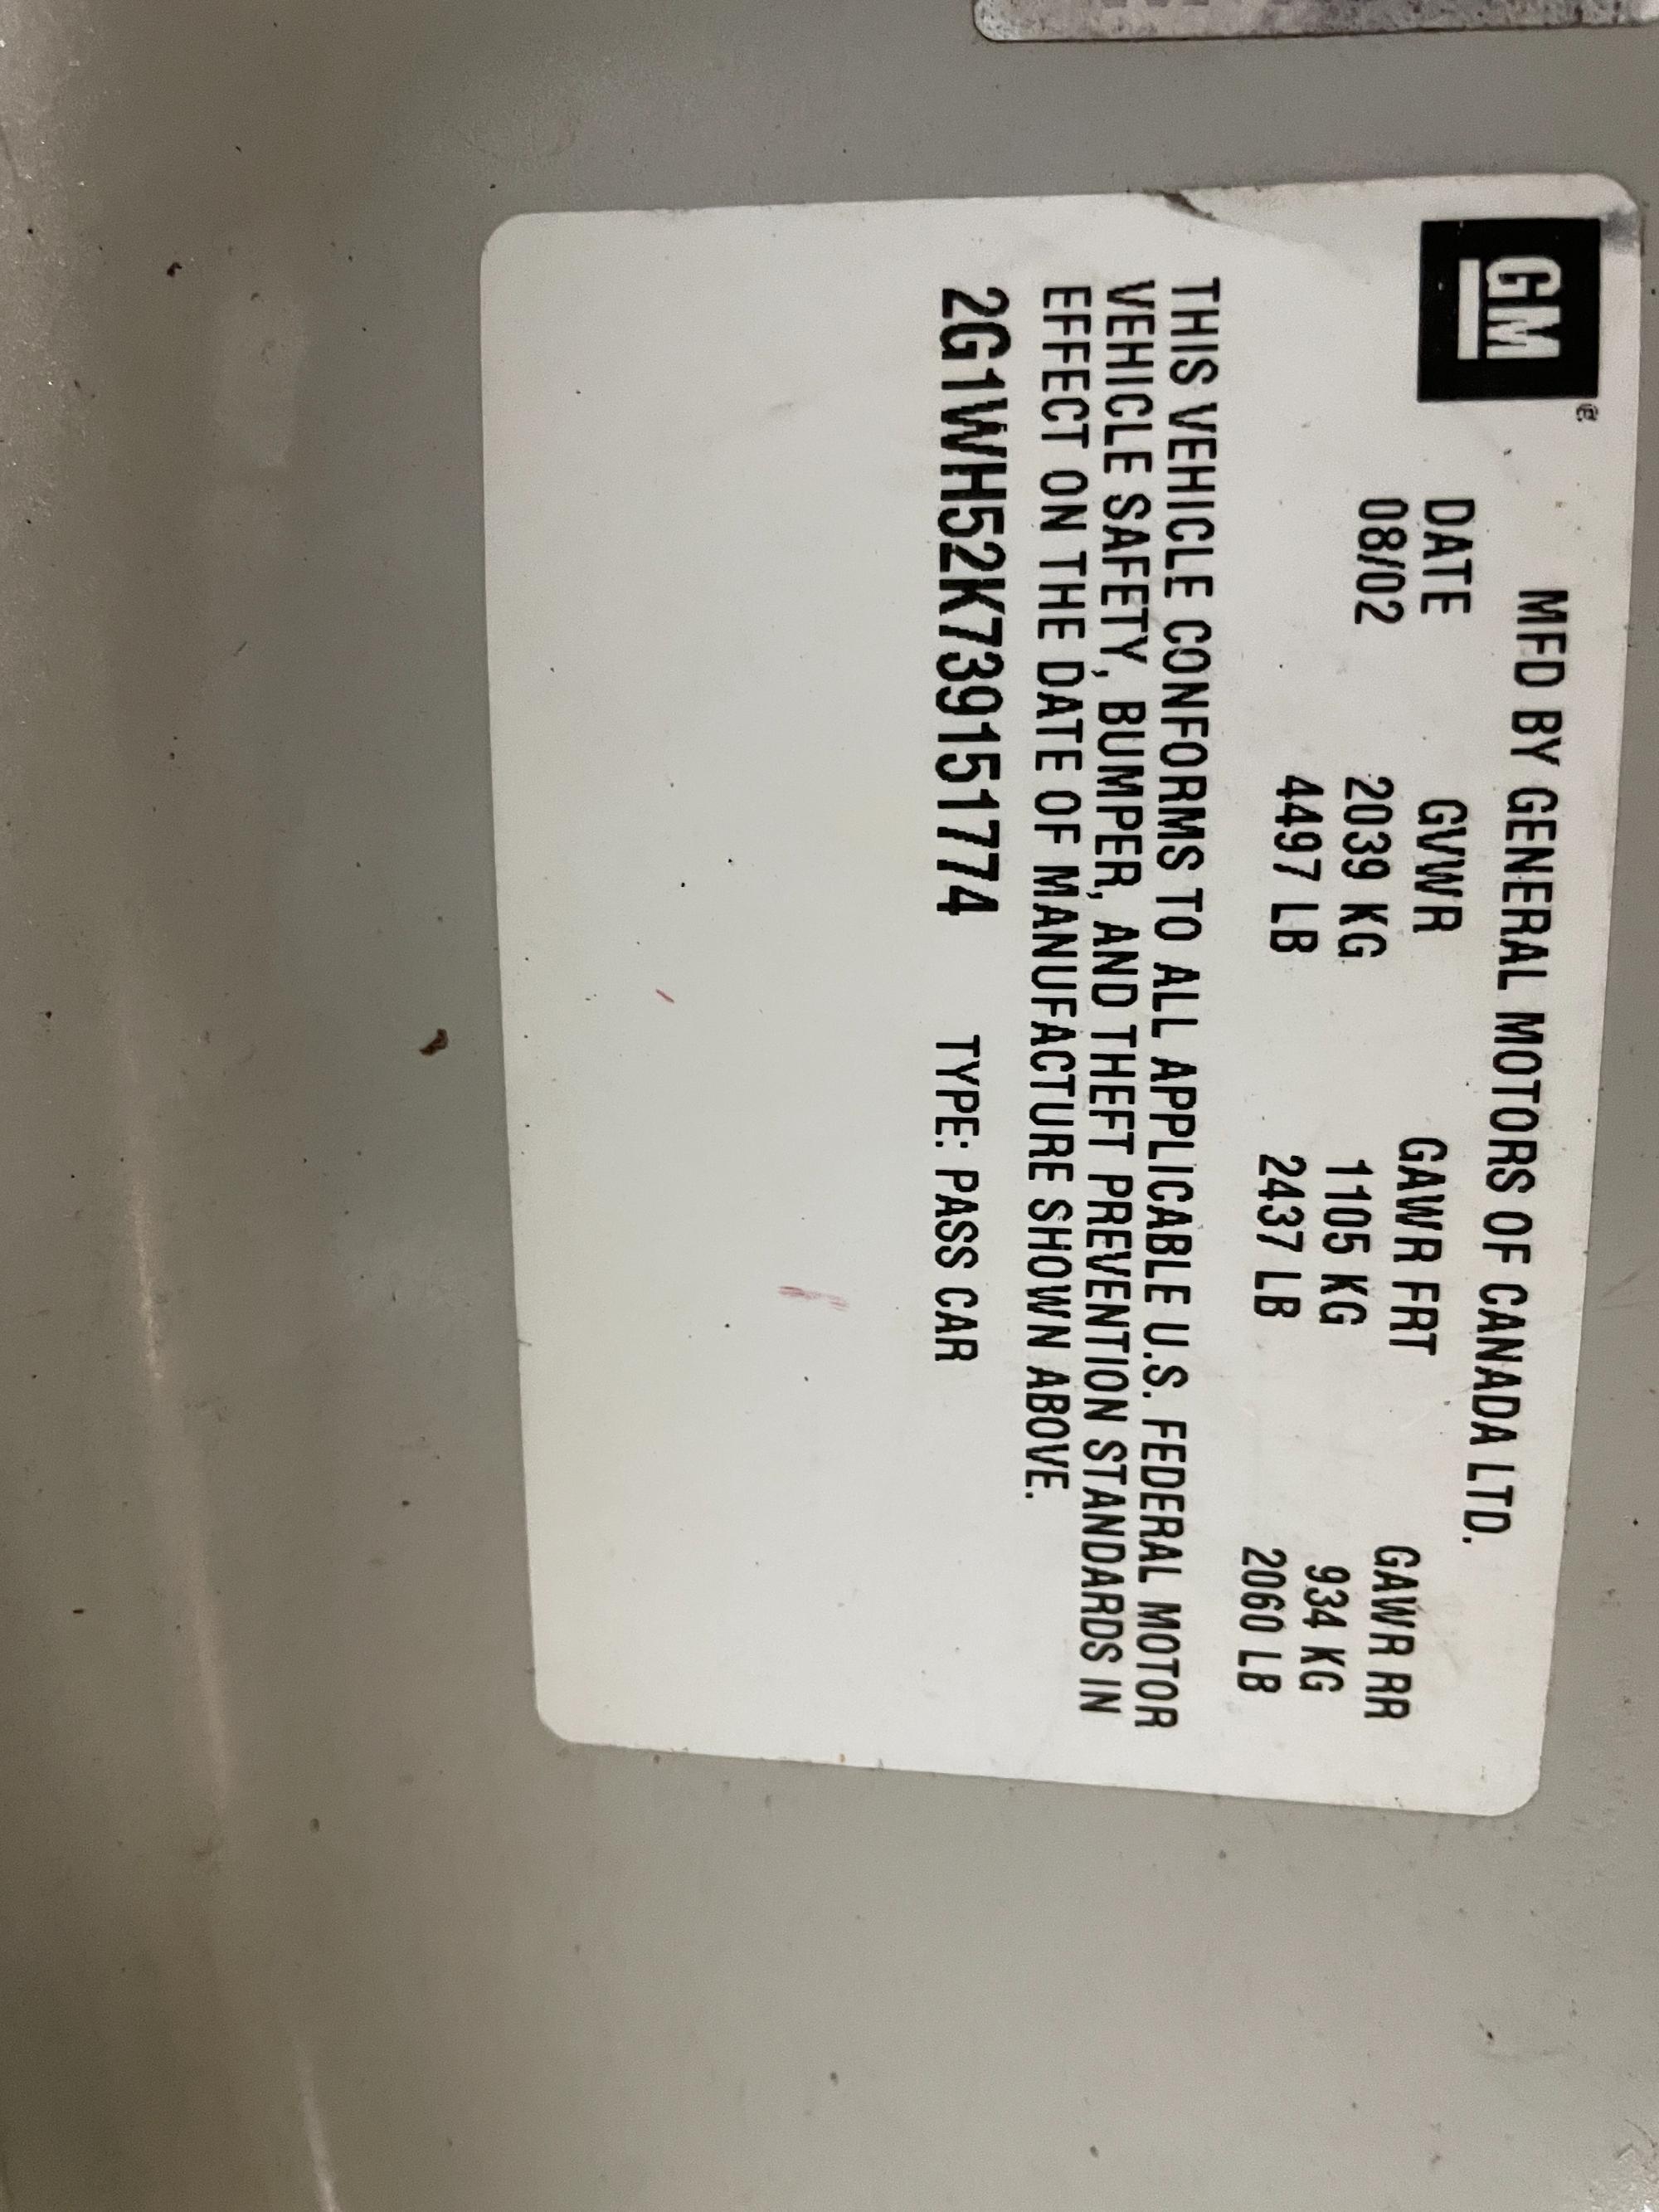 GM
MFD BY GENERAL MOTORS OF CANADA LTD.
DATE GVWR GAWR FRT GAWR RR
08/02 2039 KG 1105 KG 934 KG
4497 LB 2437 LB 2060 LB
THIS VEHICLE CONFORMS TO ALL APPLICABLE U.S. FEDERAL MOTOR
VEHICLE SAFETY, BUMPER, AND THEFT PREVENTION STANDARDS IN
EFFECT ON THE DATE OF MANUFACTURE SHOWN ABOVE.
2G1WH52K739151774 TYPE: PASS CAR